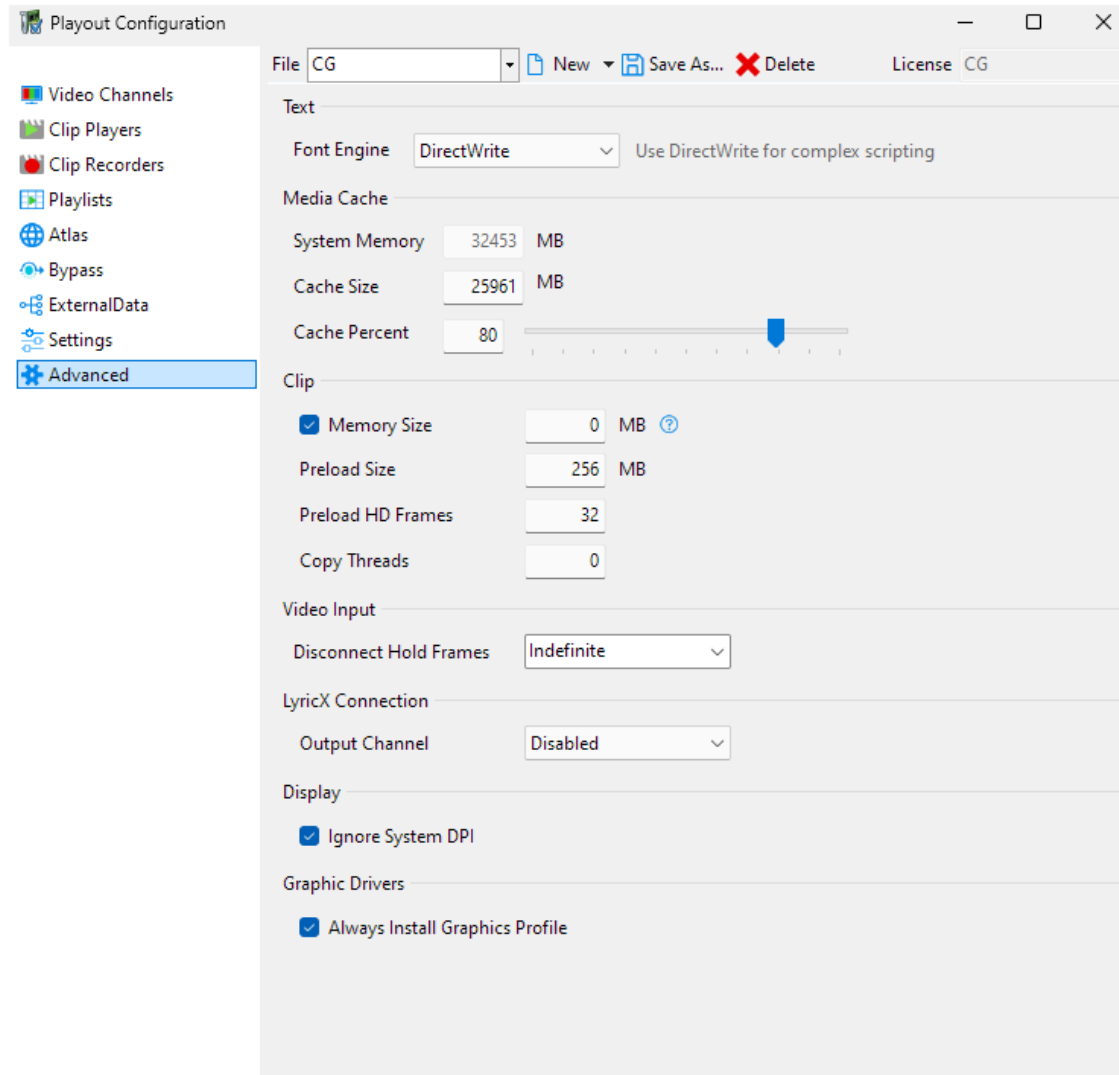 Playout Configuration
File CG New Save As... Delete License CG
Video Channels
Clip Players
Clip Recorders
Playlists
Atlas
Bypass
ExternalData
Settings
Advanced
Text
Font Engine DirectWrite Use DirectWrite for complex scripting
Media Cache
System Memory 32453 MB
Cache Size 25961 MB
Cache Percent 80
Clip
Memory Size 0 MB ?
Preload Size 256 MB
Preload HD Frames 32
Copy Threads 0
Video Input
Disconnect Hold Frames Indefinite
LyricX Connection
Output Channel Disabled
Display
Ignore System DPI
Graphic Drivers
Always Install Graphics Profile